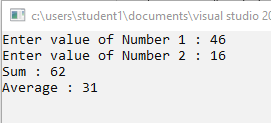 c:\users\student1\documents\visual studio 20
Enter value of Number 1 : 46
Enter value of Number 2 : 16
Sum : 62
Average : 31